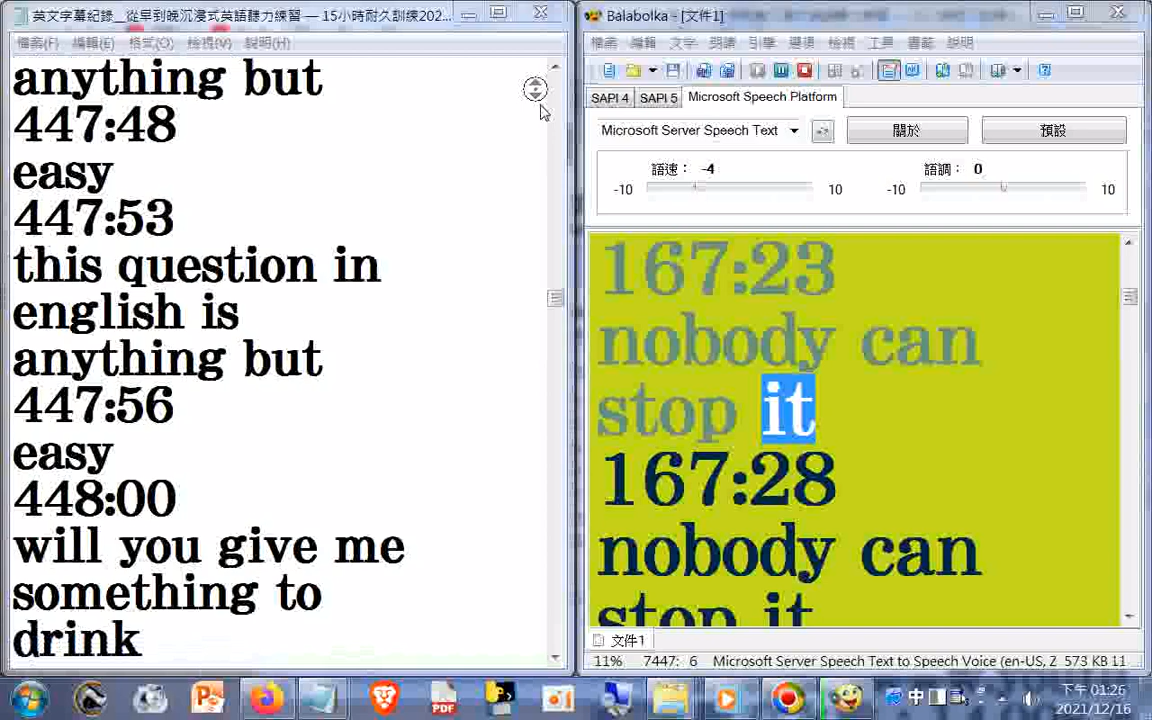 英文字幕紀錄__從早到晚沉浸式英語聽力練習 — 15小時耐久訓練202...
檔案(F) 編輯(E) 格式(O) 檢視(V) 說明(H)
anything but
447:48
easy
447:53
this question in
english is
anything but
447:56
easy
448:00
will you give me
something to
drink
Balabolka - [文件1]
檔案 編輯 文字 朗讀 引擎 選項 檢視 工具 書籤 說明
SAPI 4 SAPI 5 Microsoft Speech Platform
Microsoft Server Speech Text 關於 預設
語速： -4 語調： 0
-10 10 -10 10
167:23
nobody can
stop it
167:28
nobody can
stop it
文件1
11% 7447: 6 Microsoft Server Speech Text to Speech Voice (en-US, Z 573 KB 11
PDF
中
下午 01:26
2021/12/16